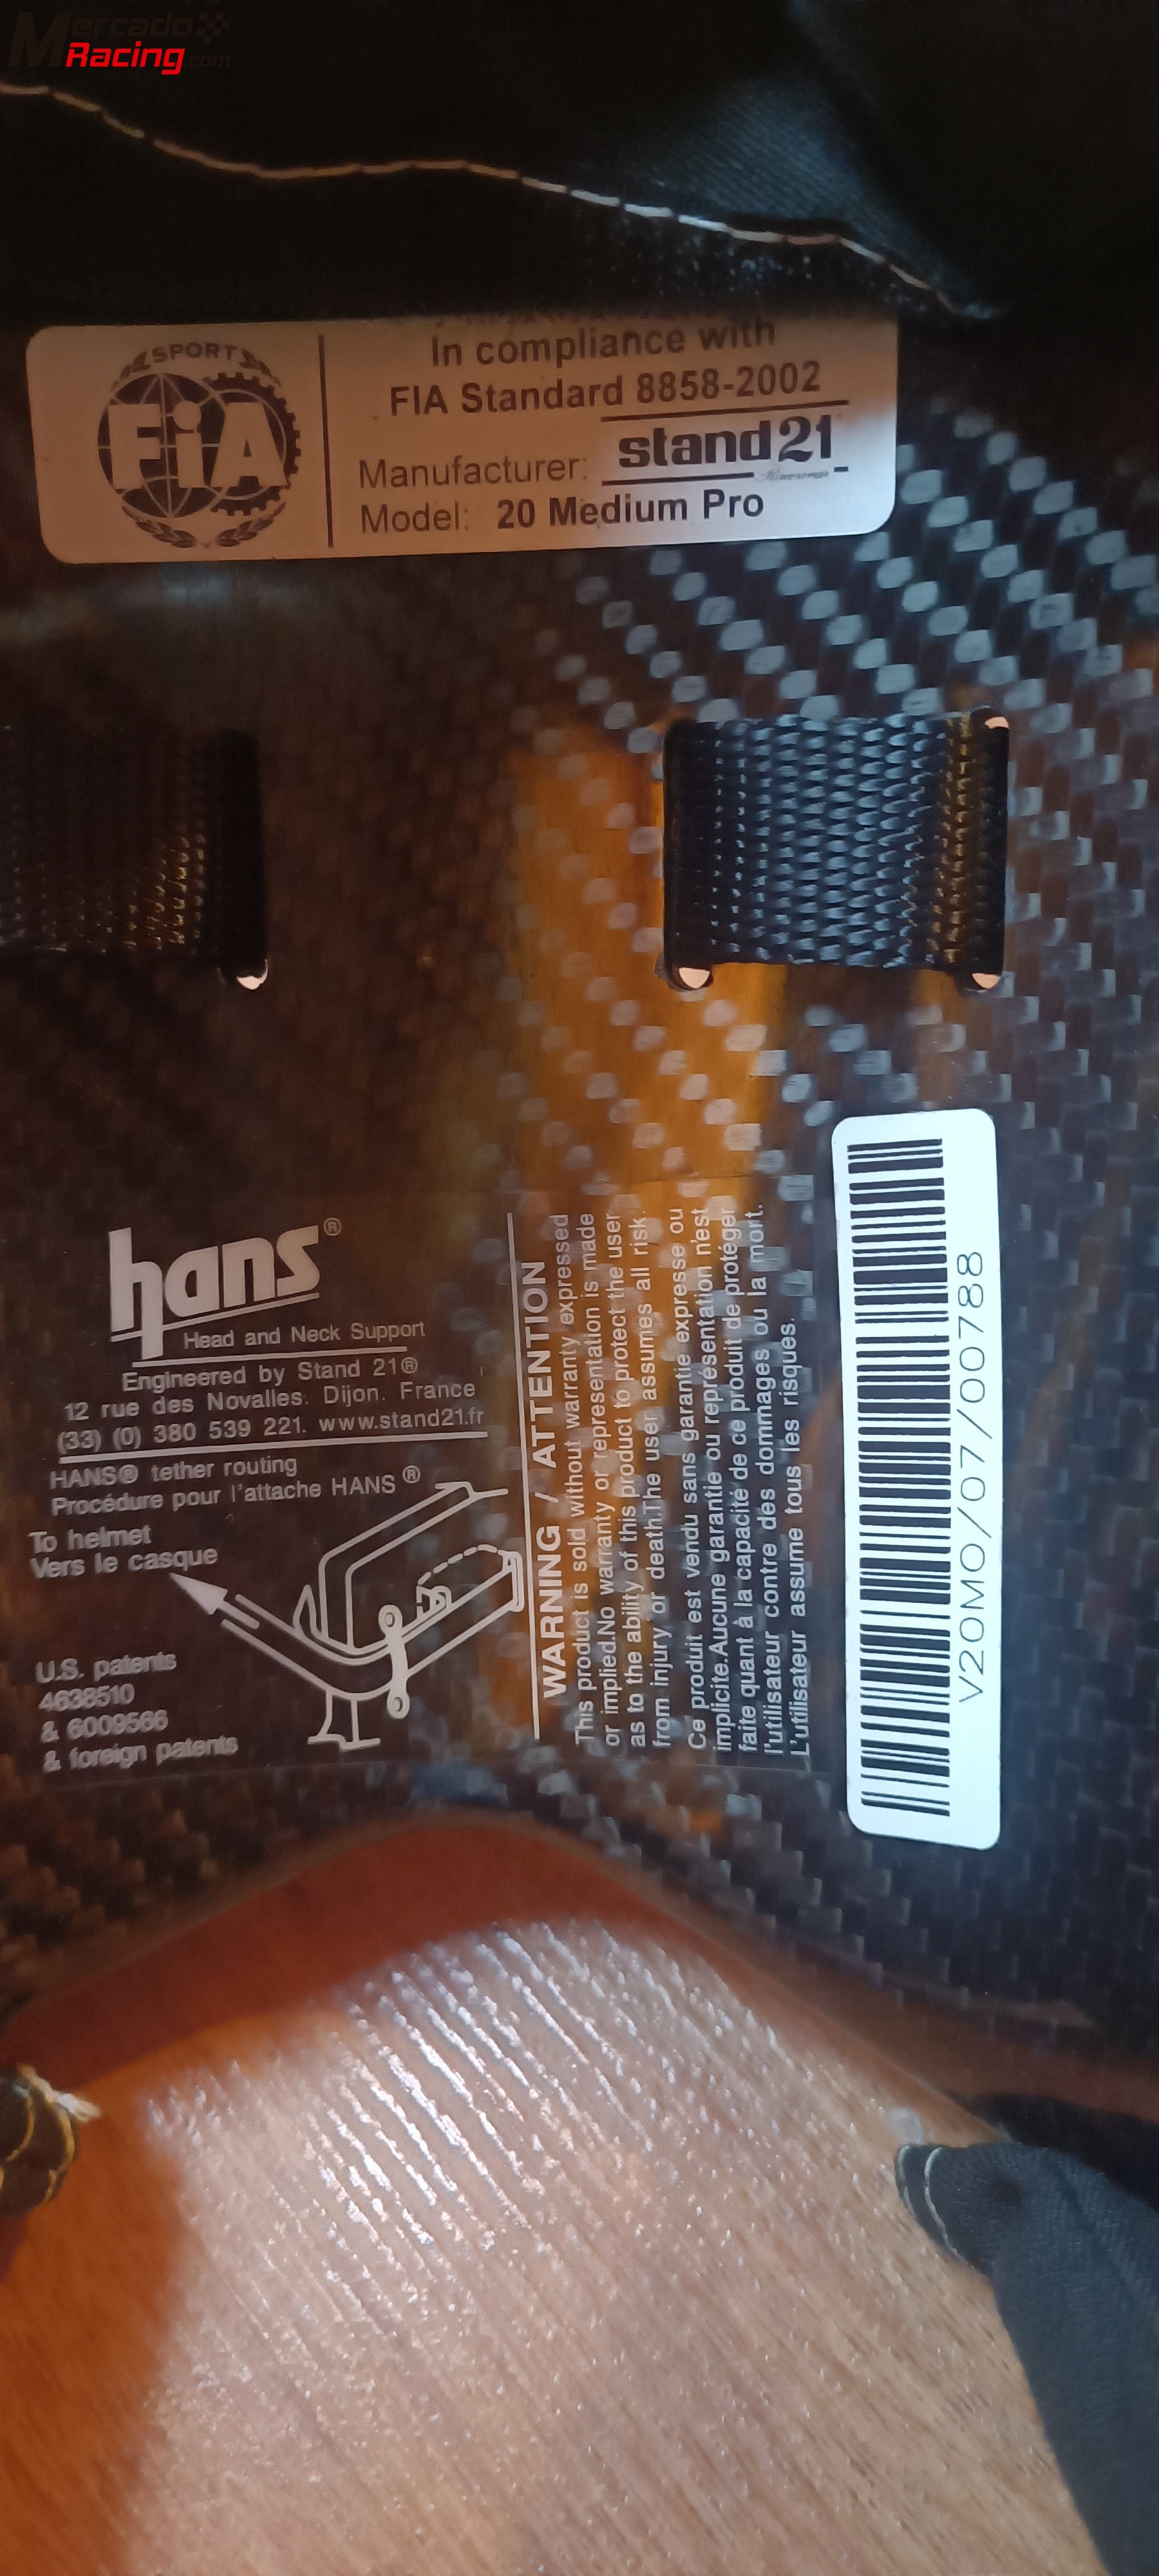 Mercado
Racing.com
SPORT
FiA
In compliance with
FIA Standard 8858-2002
Manufacturer: stand21
Model: 20 Medium Pro
hans®
Head and Neck Support
Engineered by Stand 21®
12 rue des Novalles. Dijon. France
(33) (0) 380 539 221. www.stand21.fr
HANS® tether routing
Procédure pour l'attache HANS®
To helmet
Vers le casque
U.S. patents
4638510
& 6009566
& foreign patents
WARNING / ATTENTION
This product is sold without warranty expressed
or implied.No warranty or representation is made
as to the ability of this product to protect the user
from injury or death.The user assumes all risk.
Ce produit est vendu sans garantie expresse ou
implicite.Aucune garantie ou représentation n'est
faite quant à la capacité de ce produit de protéger
l'utilisateur contre des dommages ou la mort.
L'utilisateur assume tous les risques.
V20MO/07/00788